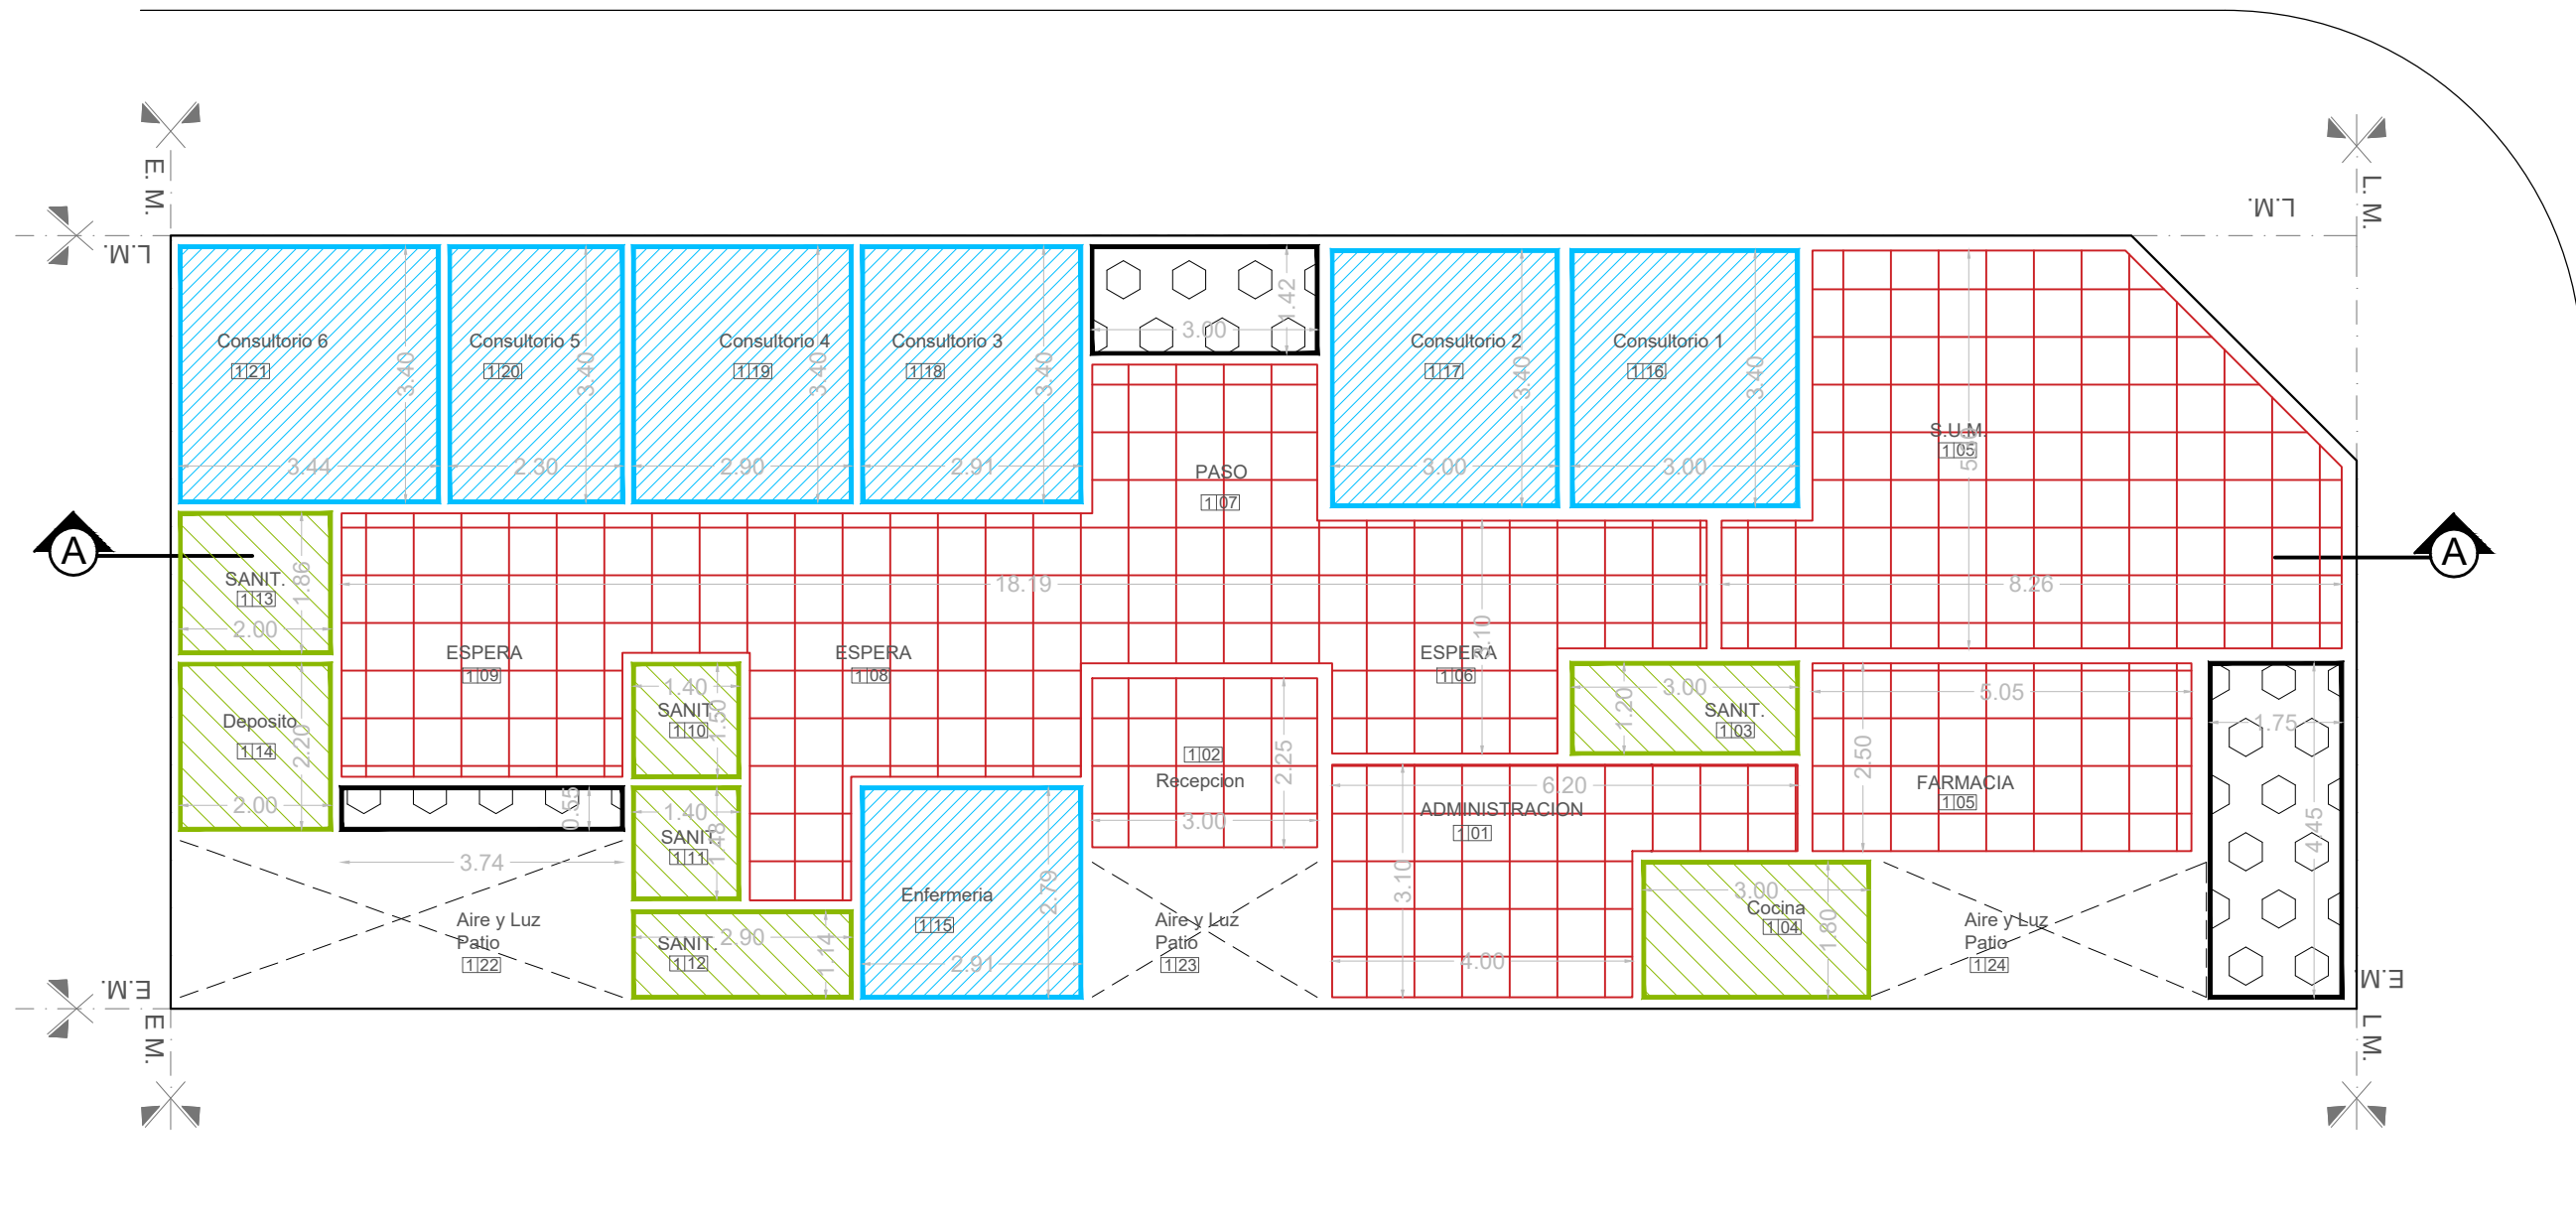 E. M.
L.M.
L. M.
L.M.
Consultorio 6
1 21
3.40
3.44
Consultorio 5
1 20
3.40
2.30
Consultorio 4
1 19
3.40
2.90
Consultorio 3
1 18
3.40
2.91
1.42
3.00
Consultorio 2
1 17
3.40
3.00
Consultorio 1
1 16
3.40
3.00
S.U.M.
1 05
PASO
1 07
A
A
SANIT.
1 13
1.86
2.00
18.19
8.26
ESPERA
1 09
ESPERA
1 08
ESPERA
1 06
3.10
Deposito
1 14
2.20
2.00
1.40
SANIT.
1 10
1.50
1 02
Recepcion
2.25
3.00
3.00
1.20
SANIT.
1 03
5.05
2.50
FARMACIA
1 05
1.75
4.45
0.55
3.74
1.40
SANIT.
1 11
1.48
6.20
ADMINISTRACION
1 01
3.10
4.00
Enfermeria
1 15
2.79
2.91
3.00
Cocina
1 04
1.80
Aire y Luz
Patio
1 22
SANIT.
1 12
2.90
1.14
Aire y Luz
Patio
1 23
Aire y Luz
Patio
1 24
E.M.
E.M.
E M.
L M.